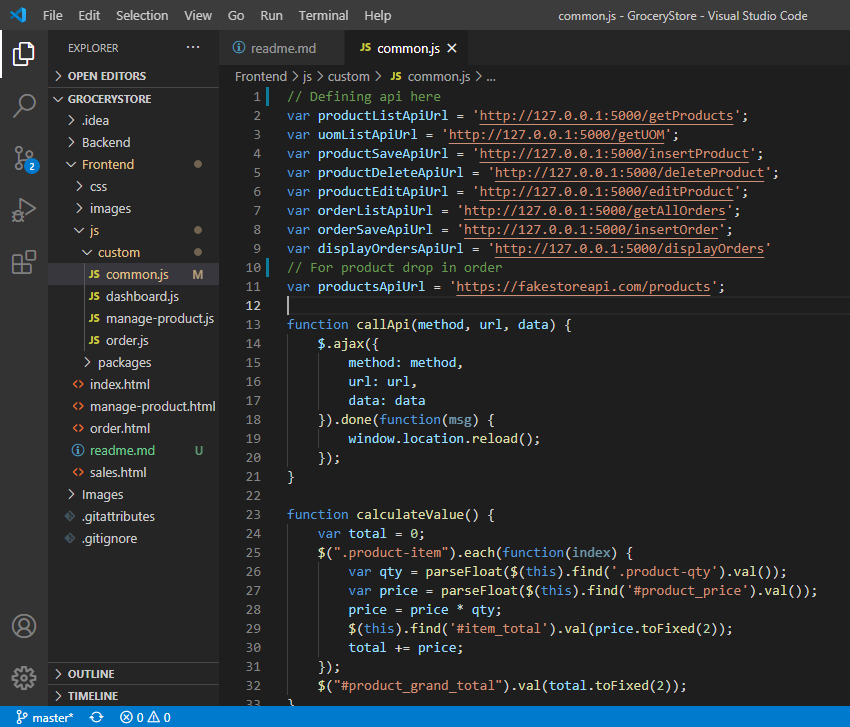 File Edit Selection View Go Run Terminal Help common.js - GroceryStore - Visual Studio Code
EXPLORER ...
OPEN EDITORS
GROCERYSTORE
.idea
Backend
Frontend
css
images
js
custom
JS common.js M
JS dashboard.js
JS manage-product.js
JS order.js
packages
<> index.html
<> manage-product.html
<> order.html
readme.md U
<> sales.html
Images
.gitattributes
.gitignore
OUTLINE
TIMELINE
2
readme.md JS common.js ×
Frontend > js > custom > JS common.js > ...
1 // Defining api here
2 var productListApiUrl = 'http://127.0.0.1:5000/getProducts';
3 var uomListApiUrl = 'http://127.0.0.1:5000/getUOM';
4 var productSaveApiUrl = 'http://127.0.0.1:5000/insertProduct';
5 var productDeleteApiUrl = 'http://127.0.0.1:5000/deleteProduct';
6 var productEditApiUrl = 'http://127.0.0.1:5000/editProduct';
7 var orderListApiUrl = 'http://127.0.0.1:5000/getAllOrders';
8 var orderSaveApiUrl = 'http://127.0.0.1:5000/insertOrder';
9 var displayOrdersApiUrl = 'http://127.0.0.1:5000/displayOrders'
10 // For product drop in order
11 var productsApiUrl = 'https://fakestoreapi.com/products';
12
13 function callApi(method, url, data) {
14     $.ajax({
15         method: method,
16         url: url,
17         data: data
18     }).done(function(msg) {
19         window.location.reload();
20     });
21 }
22
23 function calculateValue() {
24     var total = 0;
25     $(".product-item").each(function(index) {
26         var qty = parseFloat($(this).find('.product-qty').val());
27         var price = parseFloat($(this).find('#product_price').val());
28         price = price * qty;
29         $(this).find('#item_total').val(price.toFixed(2));
30         total += price;
31     });
32     $("#product_grand_total").val(total.toFixed(2));
33 }
master* 0 0